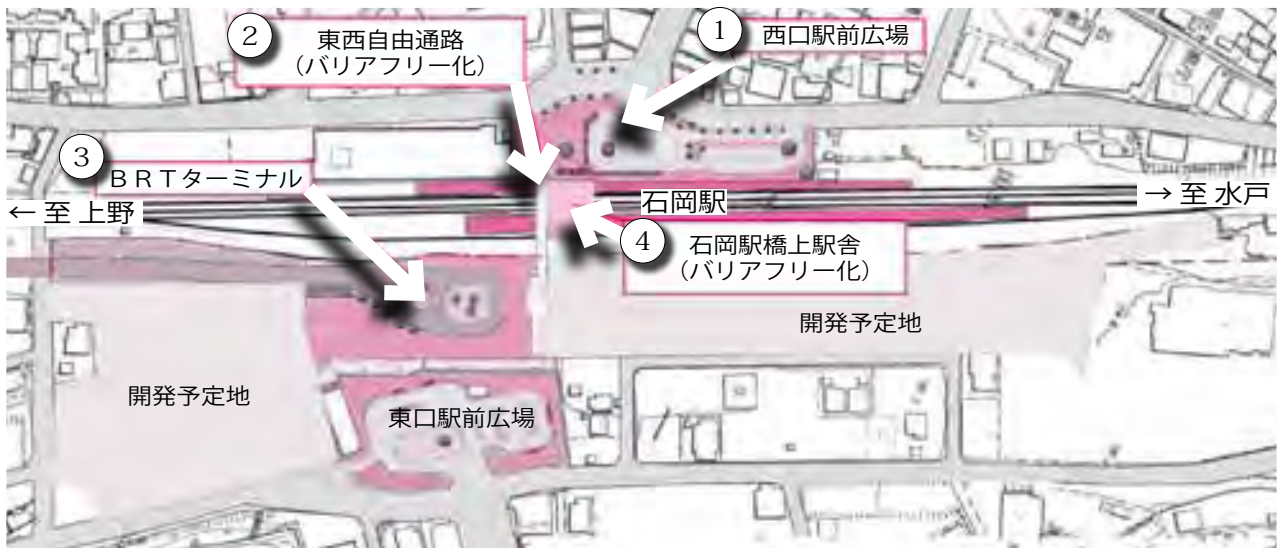 ②
東西自由通路
（バリアフリー化）
①
西口駅前広場
③
ＢＲＴターミナル
← 至 上野
石岡駅
→ 至 水戸
④
石岡駅橋上駅舎
（バリアフリー化）
開発予定地
開発予定地
東口駅前広場